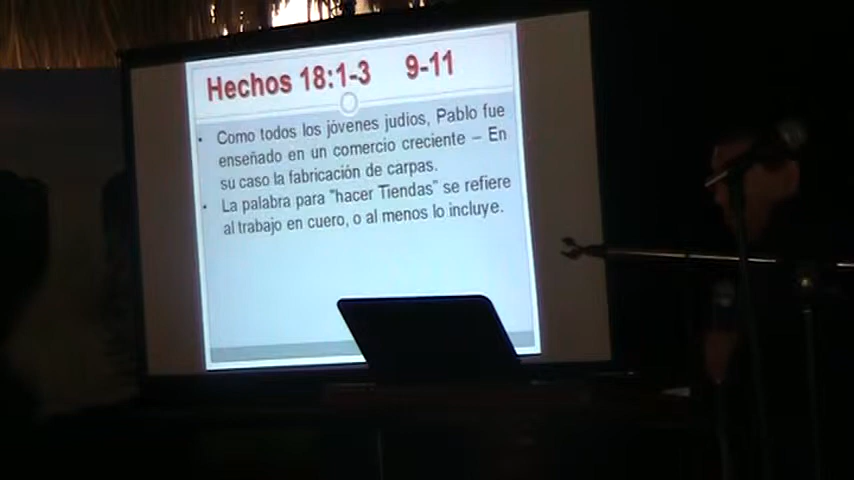 Hechos 18:1-3 9-11
• Como todos los jóvenes judios, Pablo fue
enseñado en un comercio creciente – En
su caso la fabricación de carpas.
• La palabra para "hacer Tiendas" se refiere
al trabajo en cuero, o al menos lo incluye.